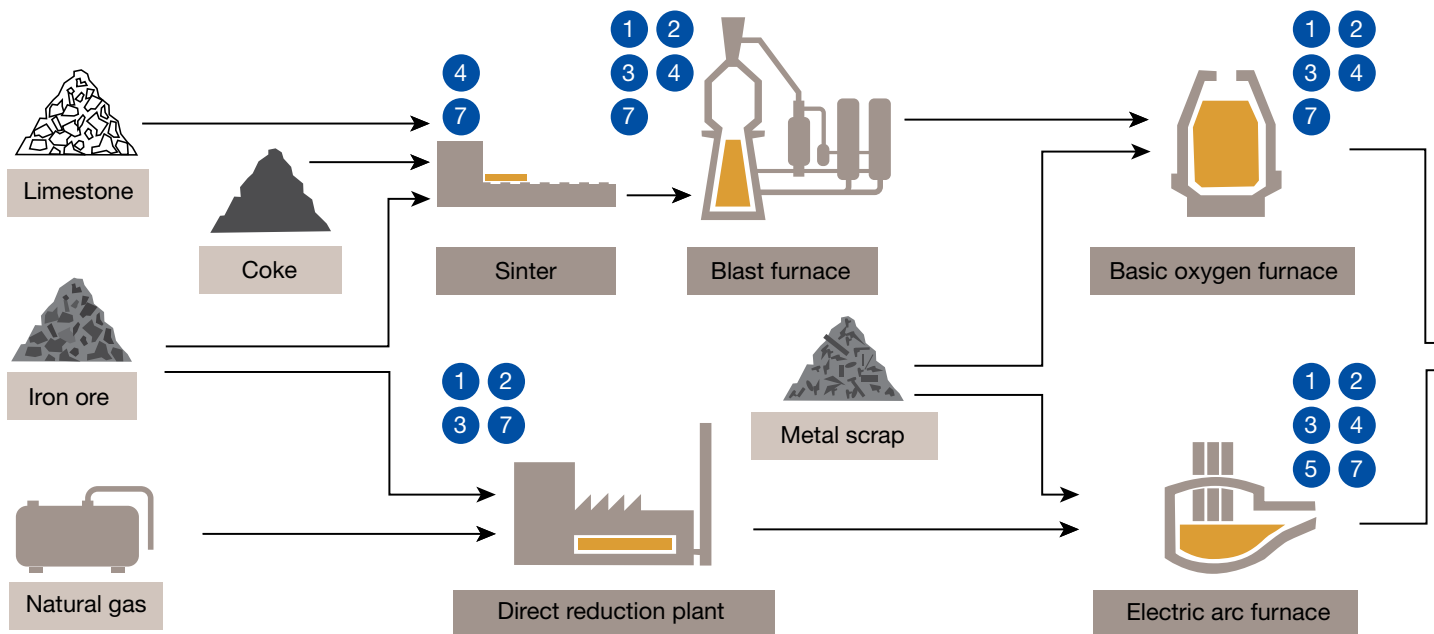 1 2
3 4
7
4
7
1 2
3 4
7
Limestone
Coke
Sinter
Blast furnace
Basic oxygen furnace
Iron ore
1 2
3 7
Metal scrap
1 2
3 4
5 7
Natural gas
Direct reduction plant
Electric arc furnace